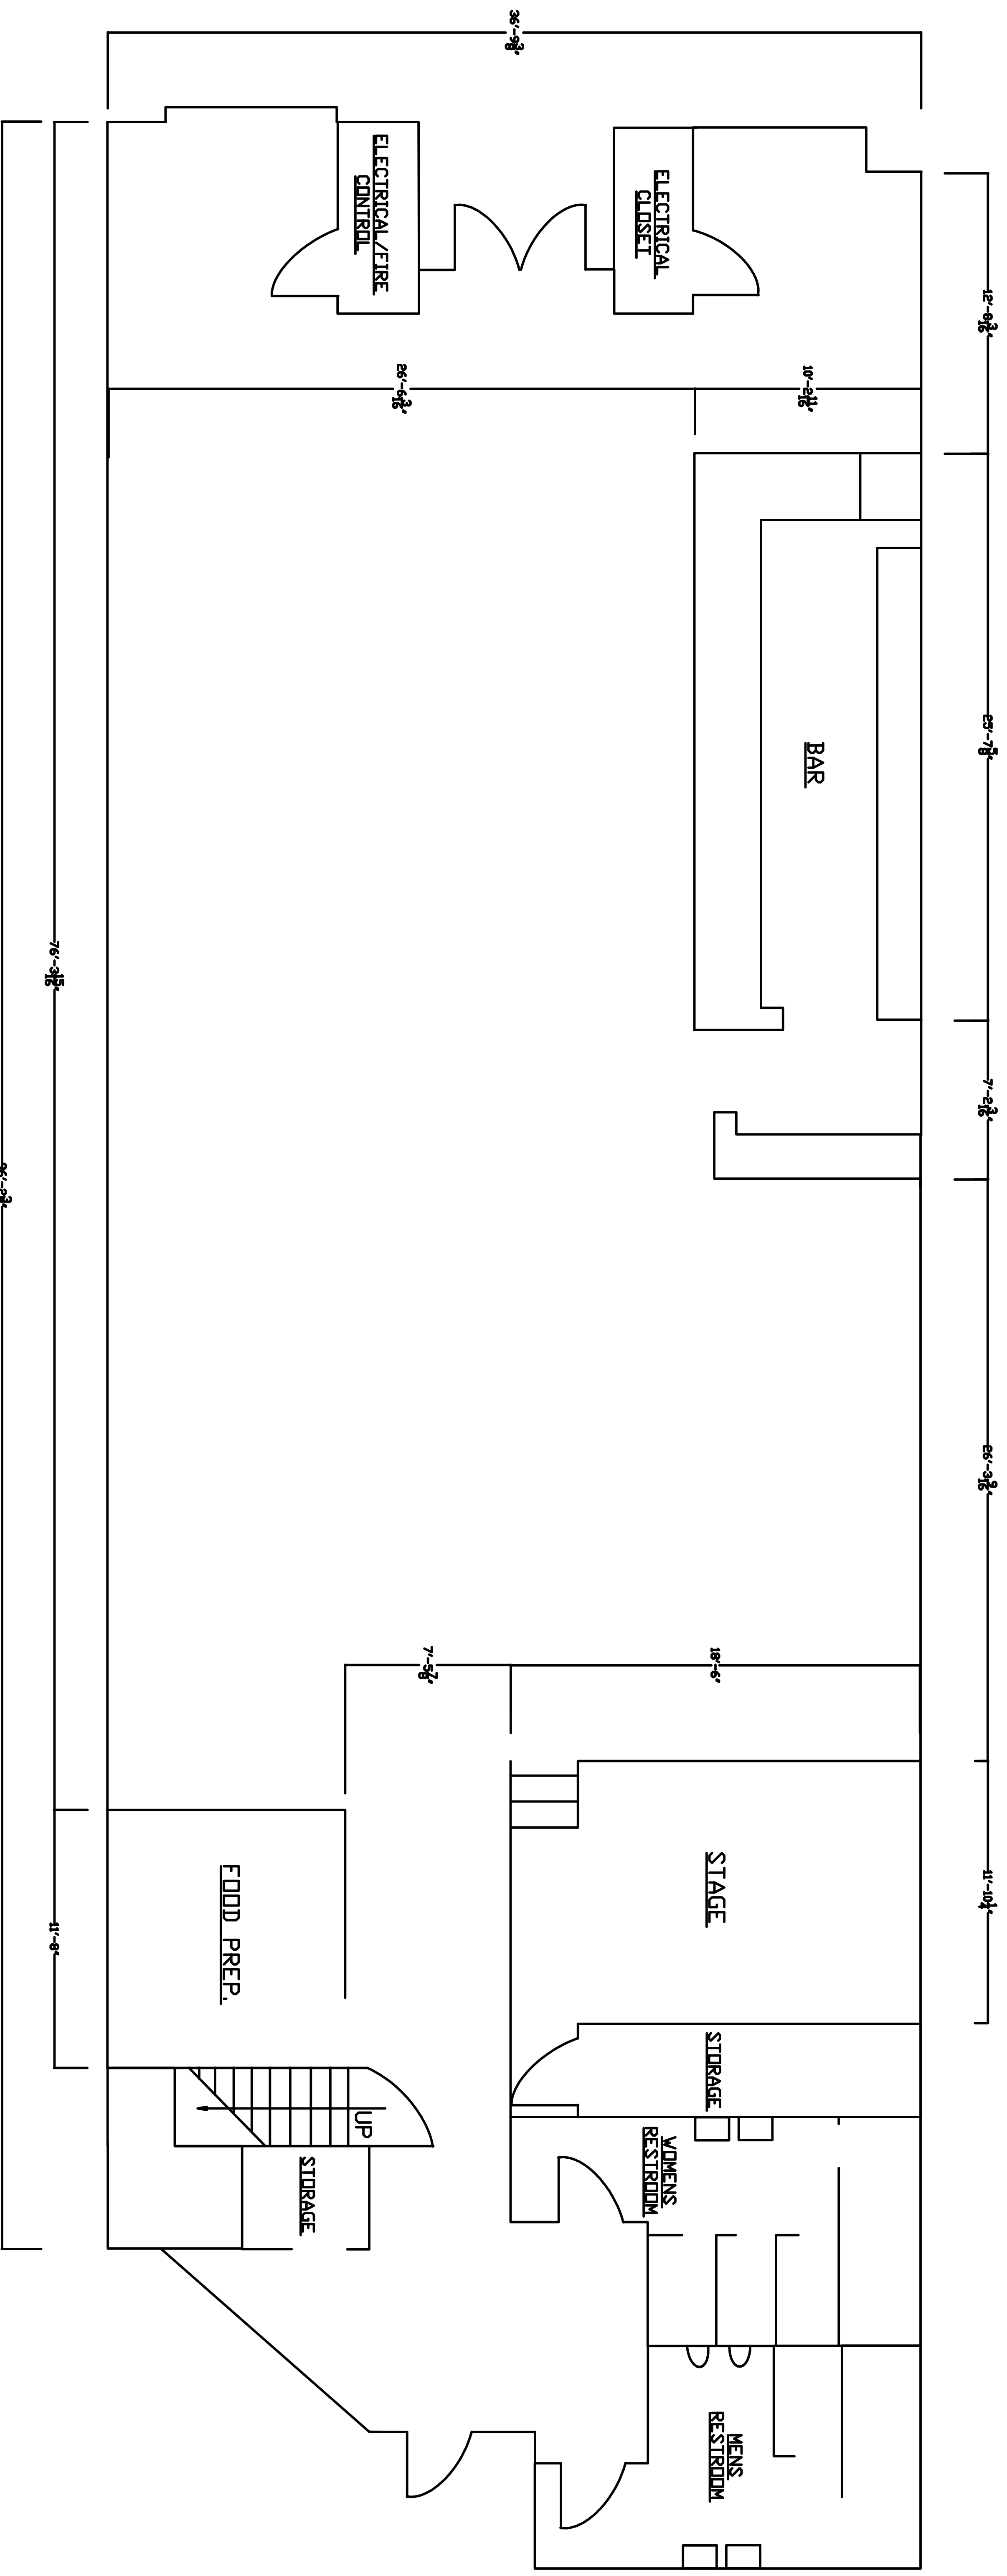 36'-9 3/8"
ELECTRICAL/FIRE
CONTROL
ELECTRICAL
CLOSET
12'-8 3/16"
26'-6 3/16"
10'-2 11/16"
BAR
25'-7 5/8"
76'-3 15/16"
7'-2 3/16"
26'-3 9/16"
7'-5 7/8"
18'-6"
STAGE
11'-10 1/4"
FOOD PREP.
11'-8"
STORAGE
UP
WOMENS
RESTROOM
STORAGE
MENS
RESTROOM